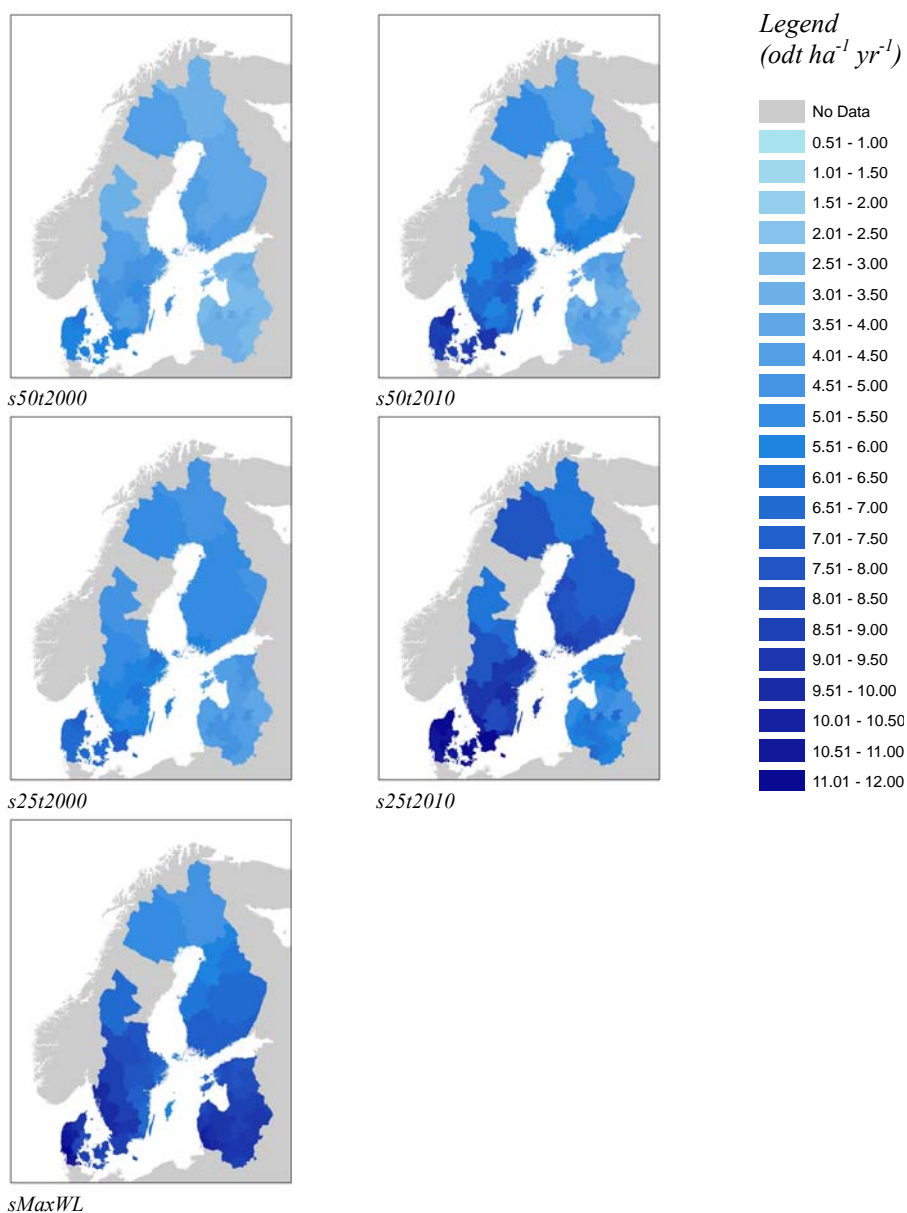 Legend
(odt ha⁻¹ yr⁻¹)
No Data
0.51 - 1.00
1.01 - 1.50
1.51 - 2.00
2.01 - 2.50
2.51 - 3.00
3.01 - 3.50
3.51 - 4.00
4.01 - 4.50
4.51 - 5.00
5.01 - 5.50
5.51 - 6.00
6.01 - 6.50
6.51 - 7.00
7.01 - 7.50
7.51 - 8.00
8.01 - 8.50
8.51 - 9.00
9.01 - 9.50
9.51 - 10.00
10.01 - 10.50
10.51 - 11.00
11.01 - 12.00
s50t2000
s50t2010
s25t2000
s25t2010
sMaxWL